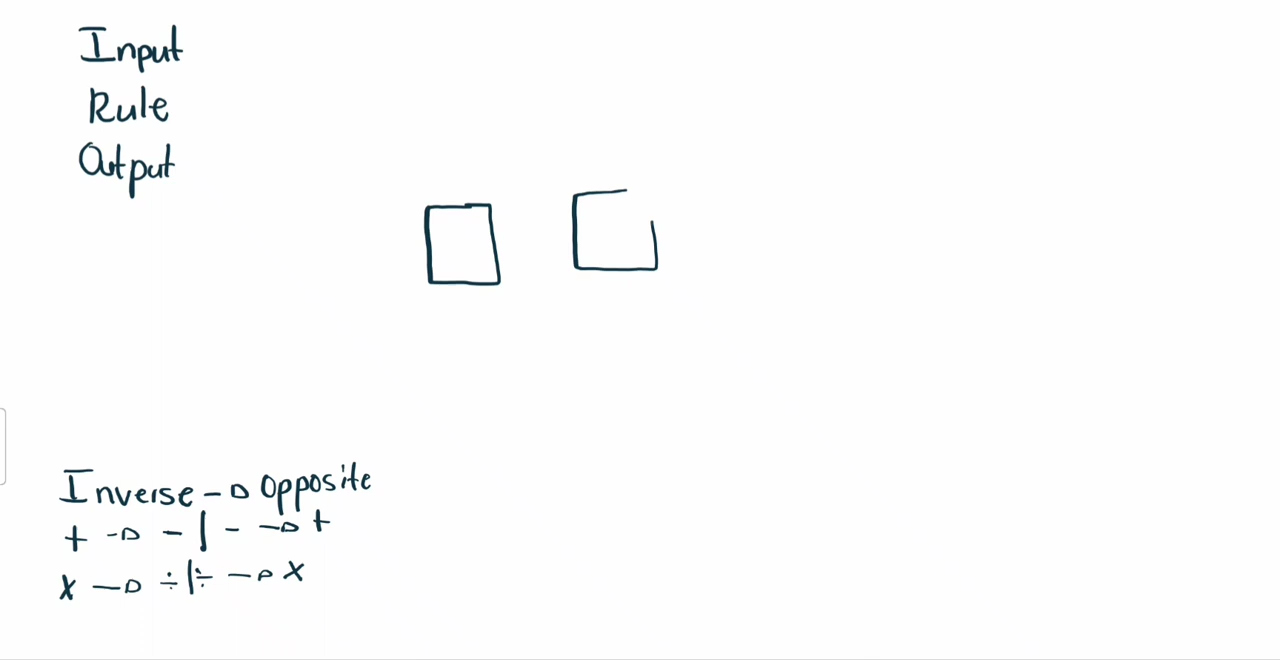 Input
Rule
Output
Inverse → Opposite
+ → - | - → +
x → ÷ | ÷ → x